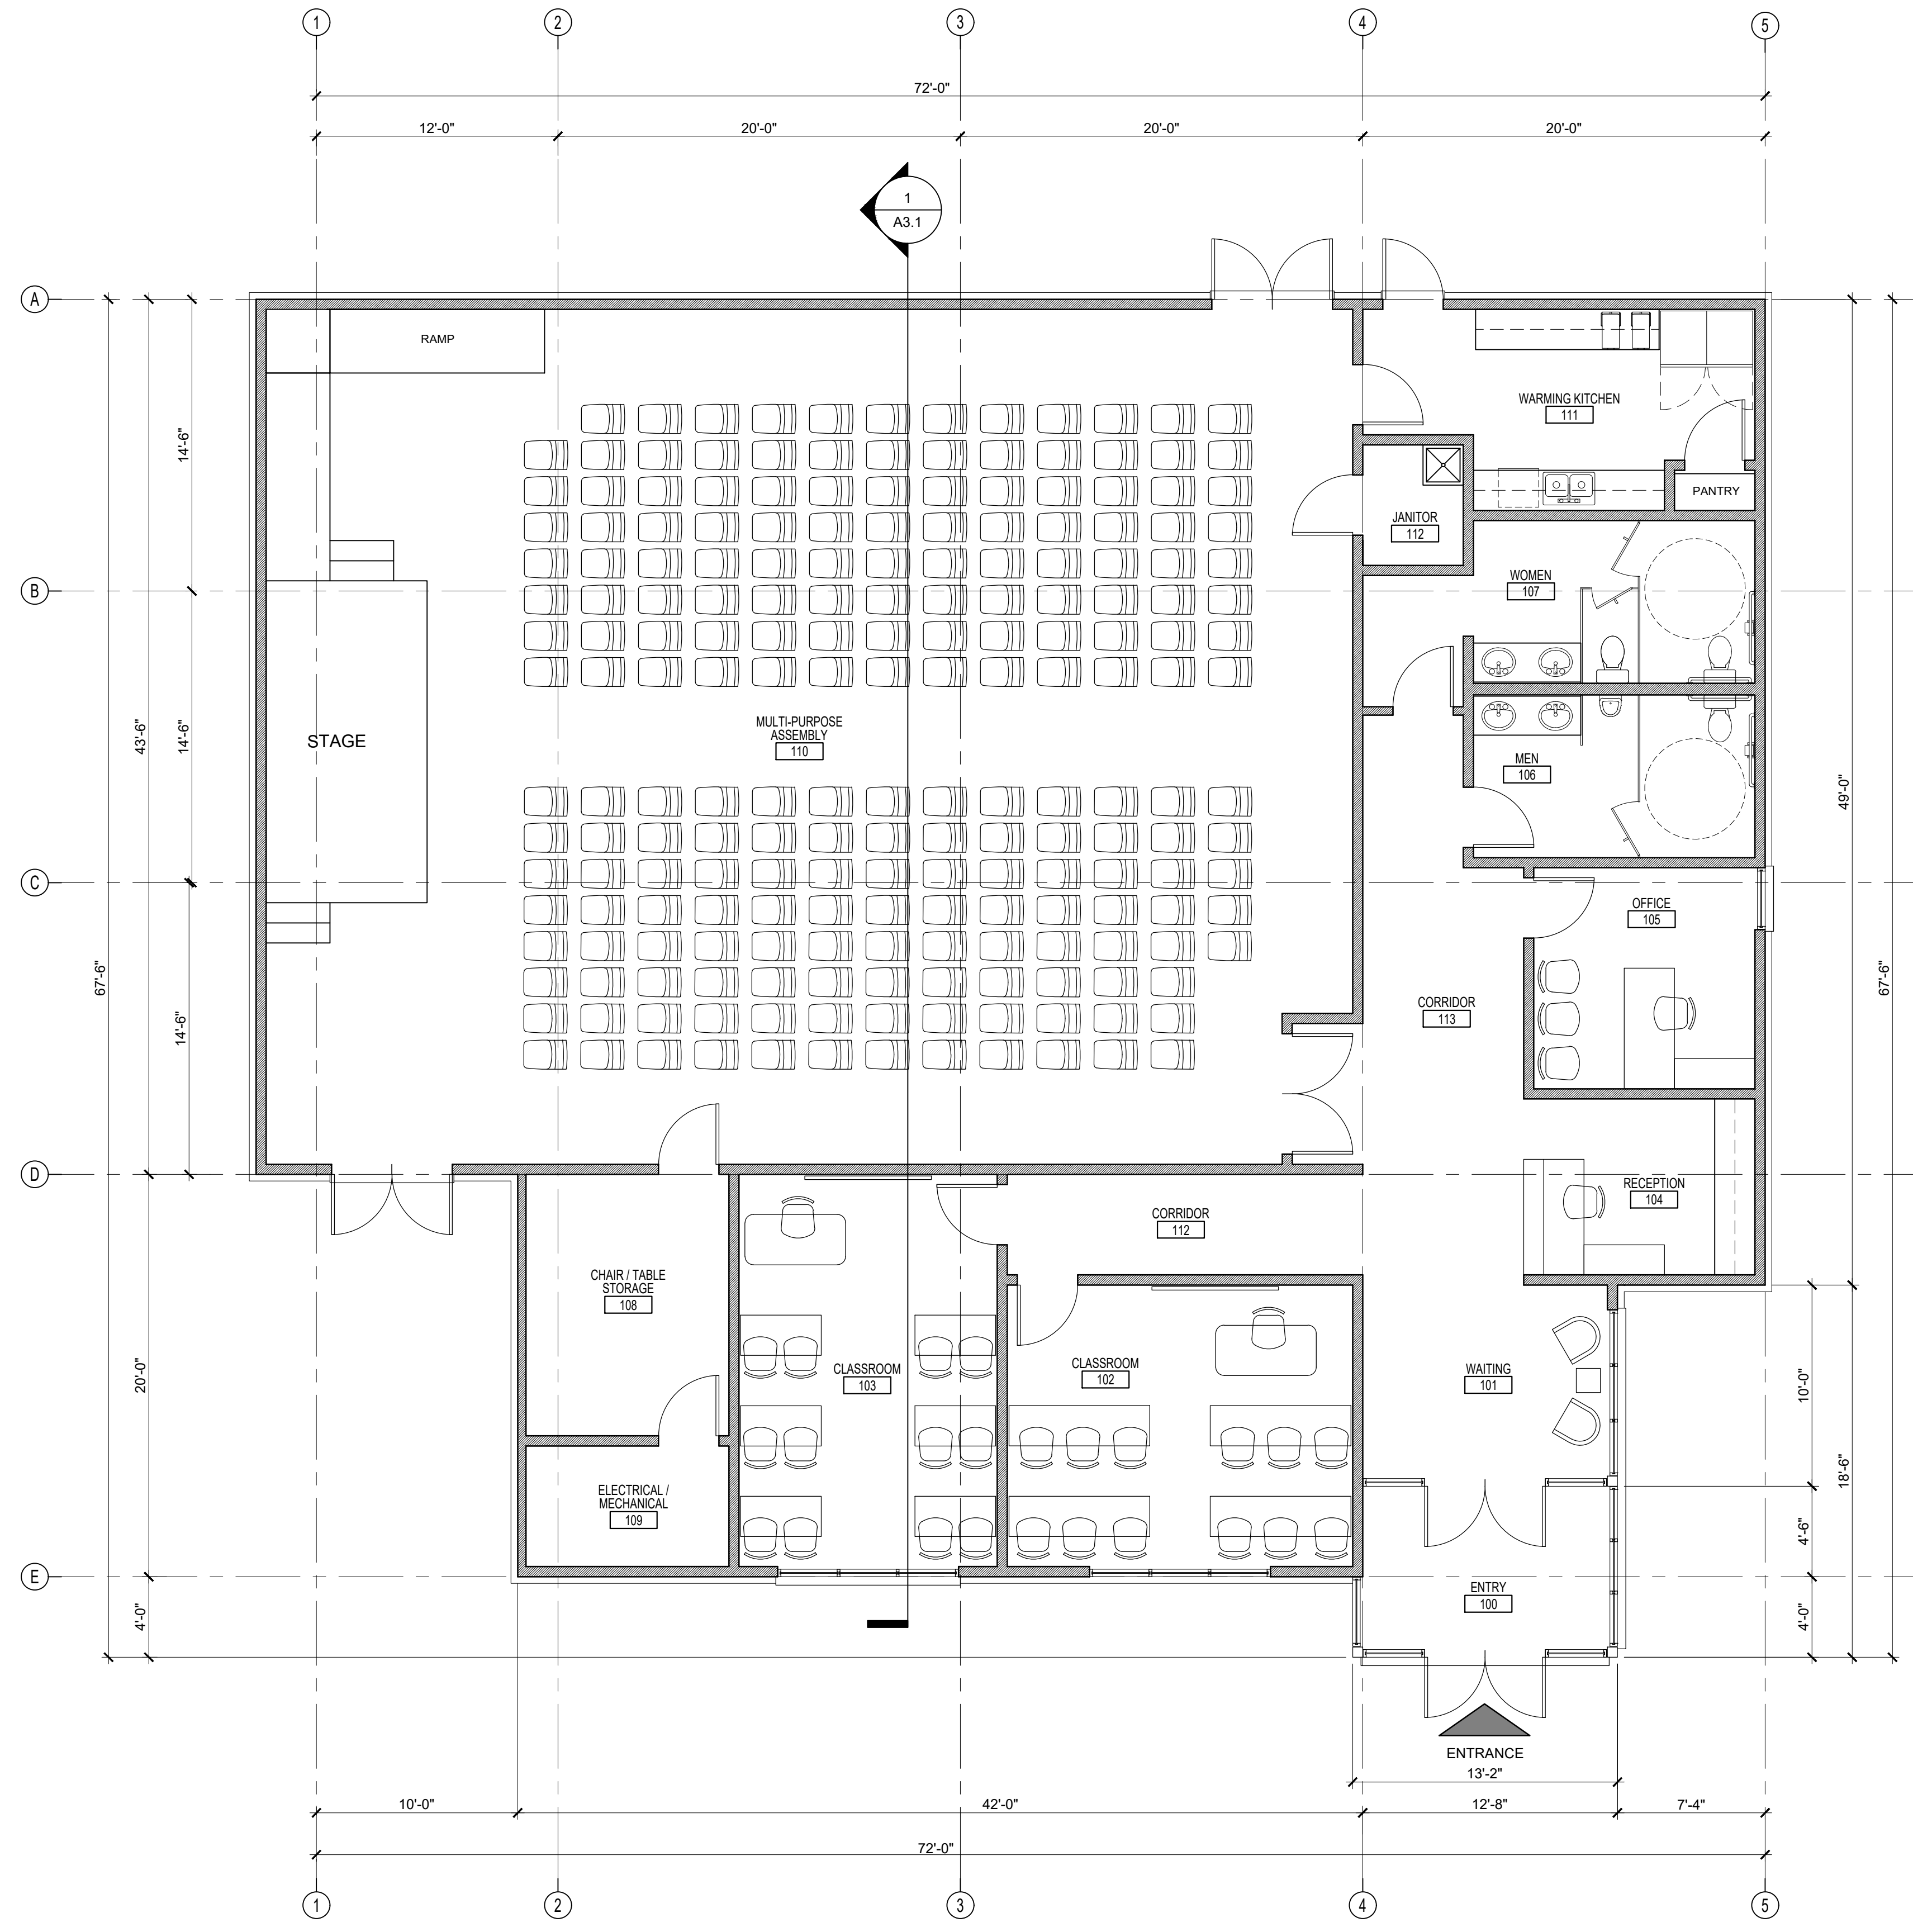 1
2
3
4
5
72'-0"
12'-0"
20'-0"
20'-0"
20'-0"
1
A3.1
A
RAMP
WARMING KITCHEN
111
14'-6"
PANTRY
JANITOR
112
B
WOMEN
107
MULTI-PURPOSE
ASSEMBLY
110
STAGE
43'-6"
14'-6"
MEN
106
49'-0"
C
OFFICE
105
67'-6"
67'-6"
14'-6"
CORRIDOR
113
D
RECEPTION
104
CORRIDOR
112
CHAIR / TABLE
STORAGE
108
CLASSROOM
103
CLASSROOM
102
WAITING
101
20'-0"
10'-0"
18'-6"
ELECTRICAL /
MECHANICAL
109
4'-6"
E
ENTRY
100
4'-0"
4'-0"
ENTRANCE
13'-2"
10'-0"
42'-0"
12'-8"
7'-4"
72'-0"
1
2
3
4
5